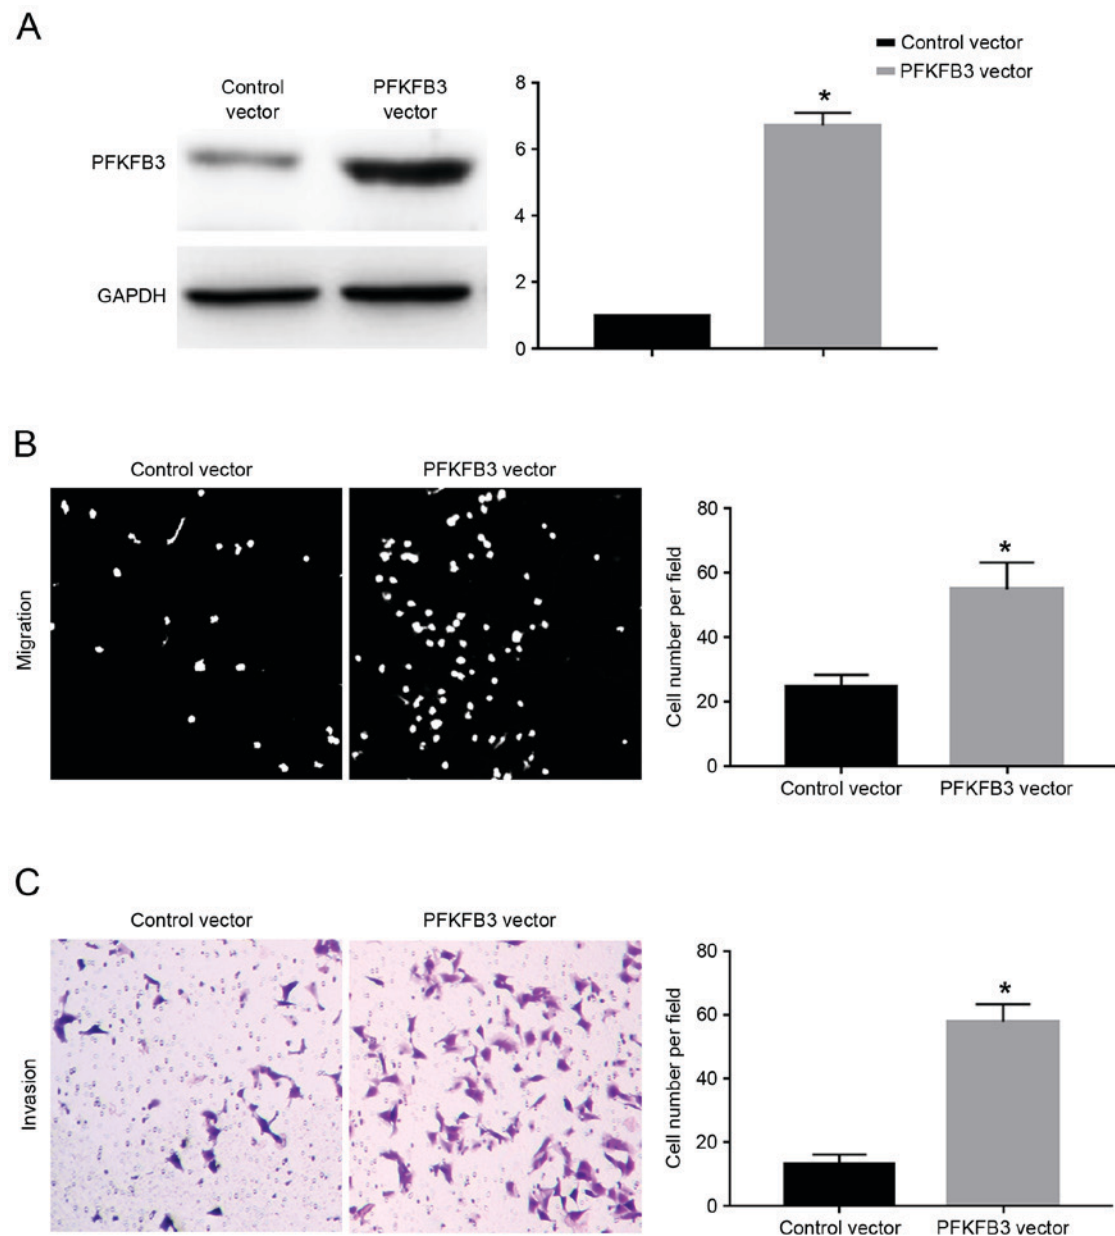 A
Control vector
PFKFB3 vector
Control
vector
PFKFB3
vector
PFKFB3
GAPDH
8
6
4
2
0
*
B
Control vector
PFKFB3 vector
Migration
Cell number per field
80
60
40
20
0
*
Control vector
PFKFB3 vector
C
Control vector
PFKFB3 vector
Invasion
Cell number per field
80
60
40
20
0
*
Control vector
PFKFB3 vector